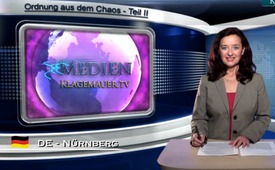 Ordnung aus dem Chaos - Teil II
MEDIEN
KLAGEMAUER.TV
DE - NÜRNBERG